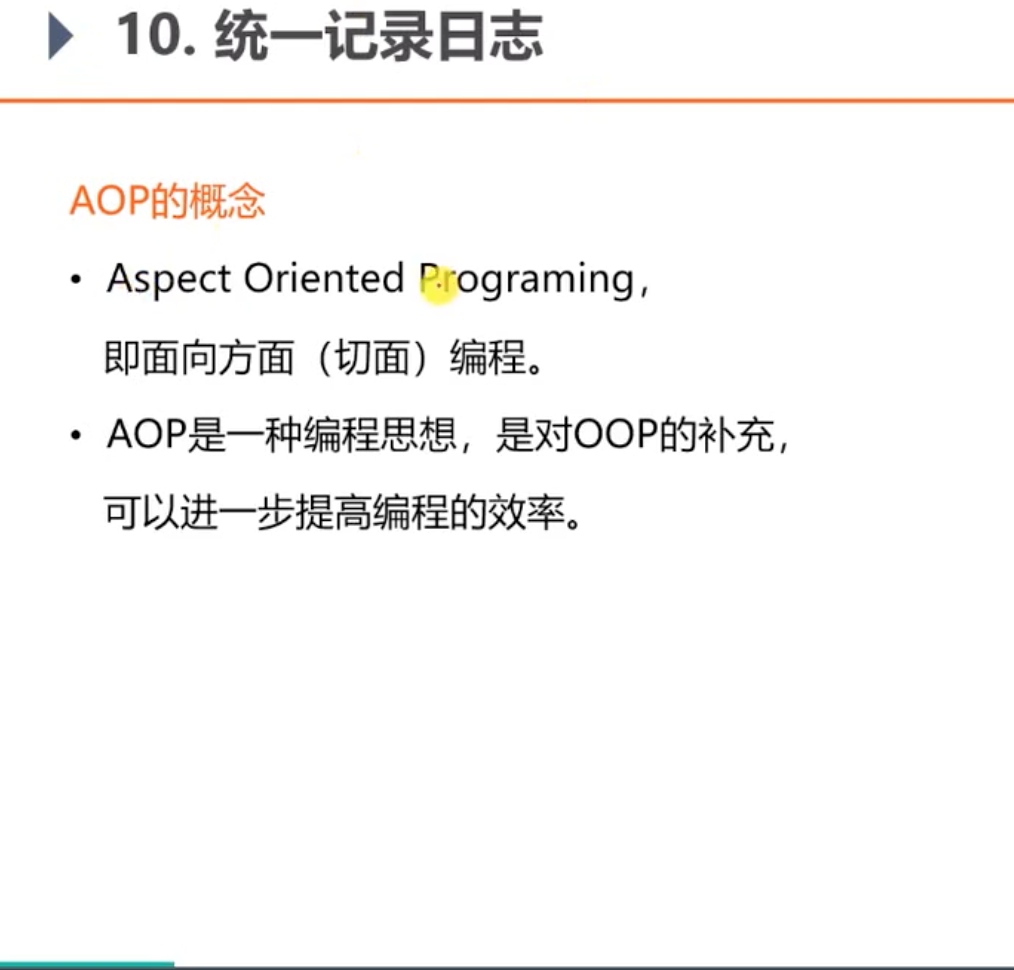 10. 统一记录日志
AOP的概念
• Aspect Oriented Programing，
即面向方面（切面）编程。
• AOP是一种编程思想，是对OOP的补充，
可以进一步提高编程的效率。